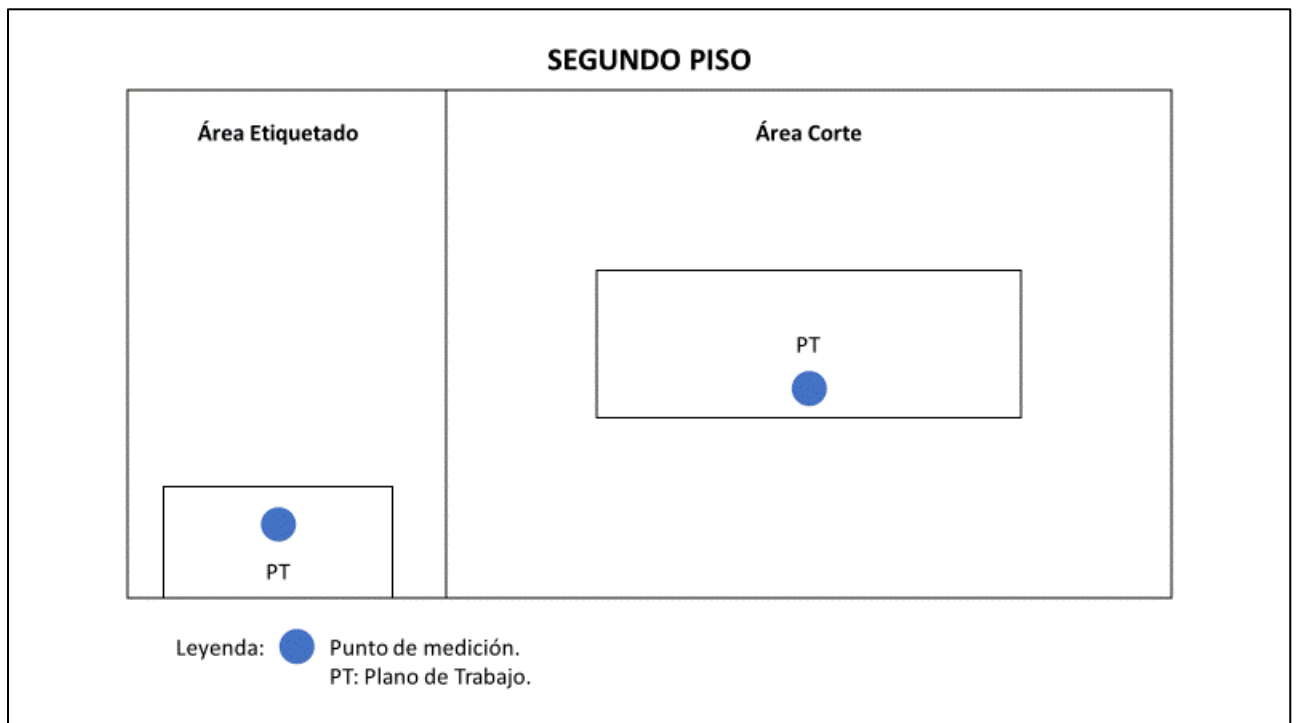 SEGUNDO PISO
Área Etiquetado
Área Corte
PT
PT
Leyenda:
Punto de medición.
PT: Plano de Trabajo.